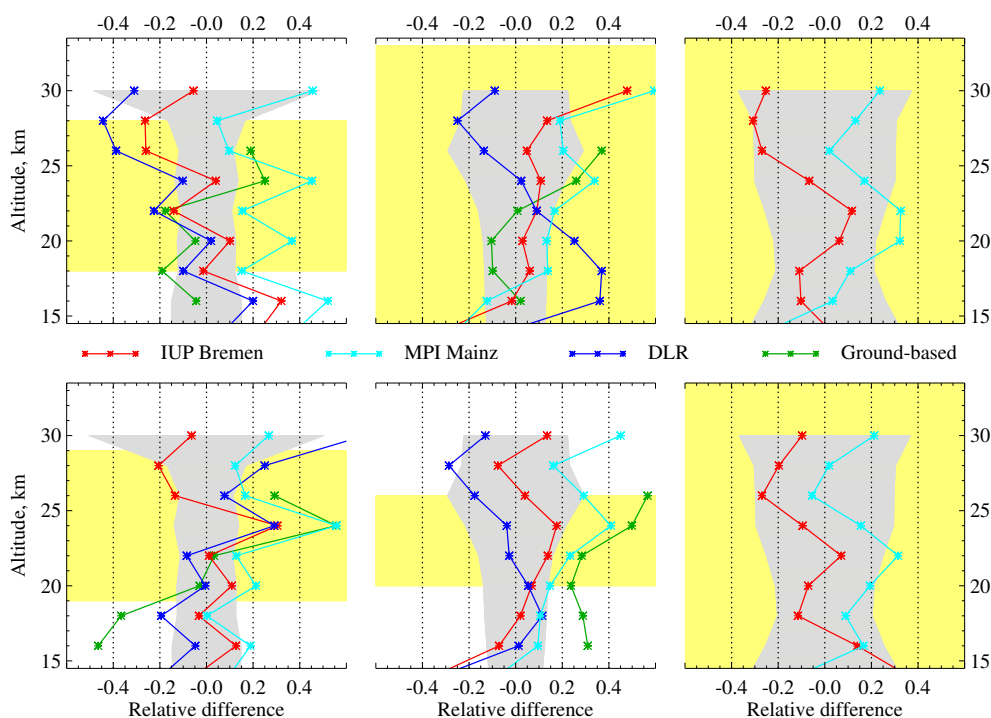 -0.4 -0.2 -0.0 0.2 0.4 -0.4 -0.2 -0.0 0.2 0.4 -0.4 -0.2 -0.0 0.2 0.4
30 30
25 25
20 20
15 15
Altitude, km
IUP Bremen MPI Mainz DLR Ground-based
30 30
25 25
20 20
15 15
Altitude, km
-0.4 -0.2 -0.0 0.2 0.4 -0.4 -0.2 -0.0 0.2 0.4 -0.4 -0.2 -0.0 0.2 0.4
Relative difference Relative difference Relative difference